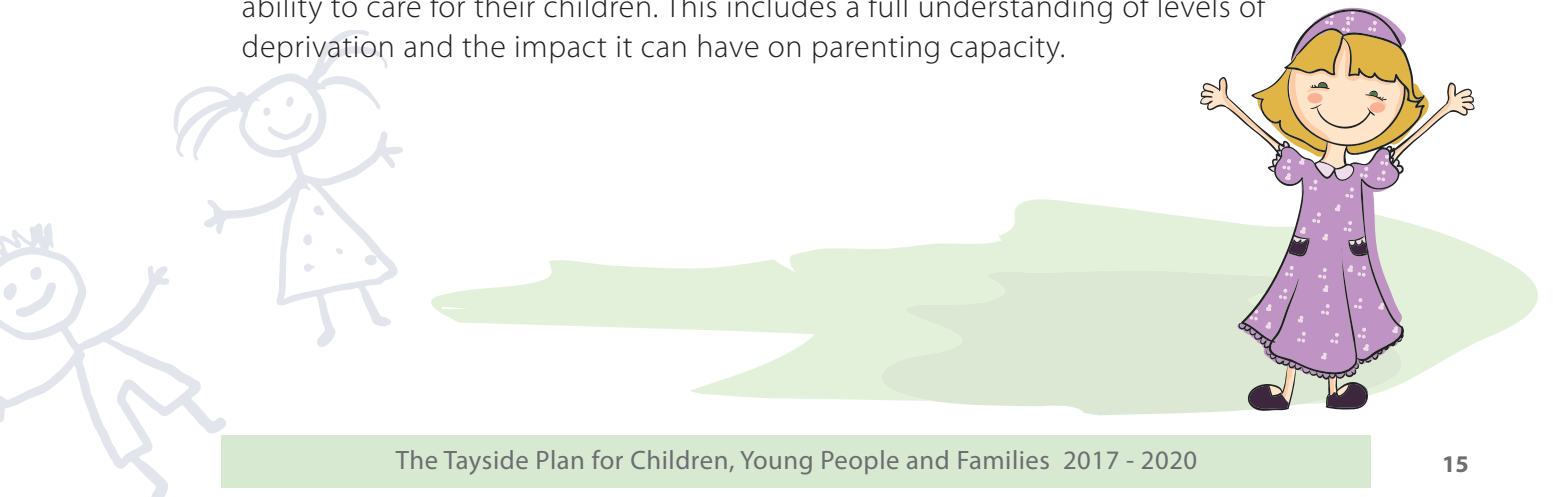 ability to care for their children. This includes a full understanding of levels of
deprivation and the impact it can have on parenting capacity.
The Tayside Plan for Children, Young People and Families 2017 - 2020
15